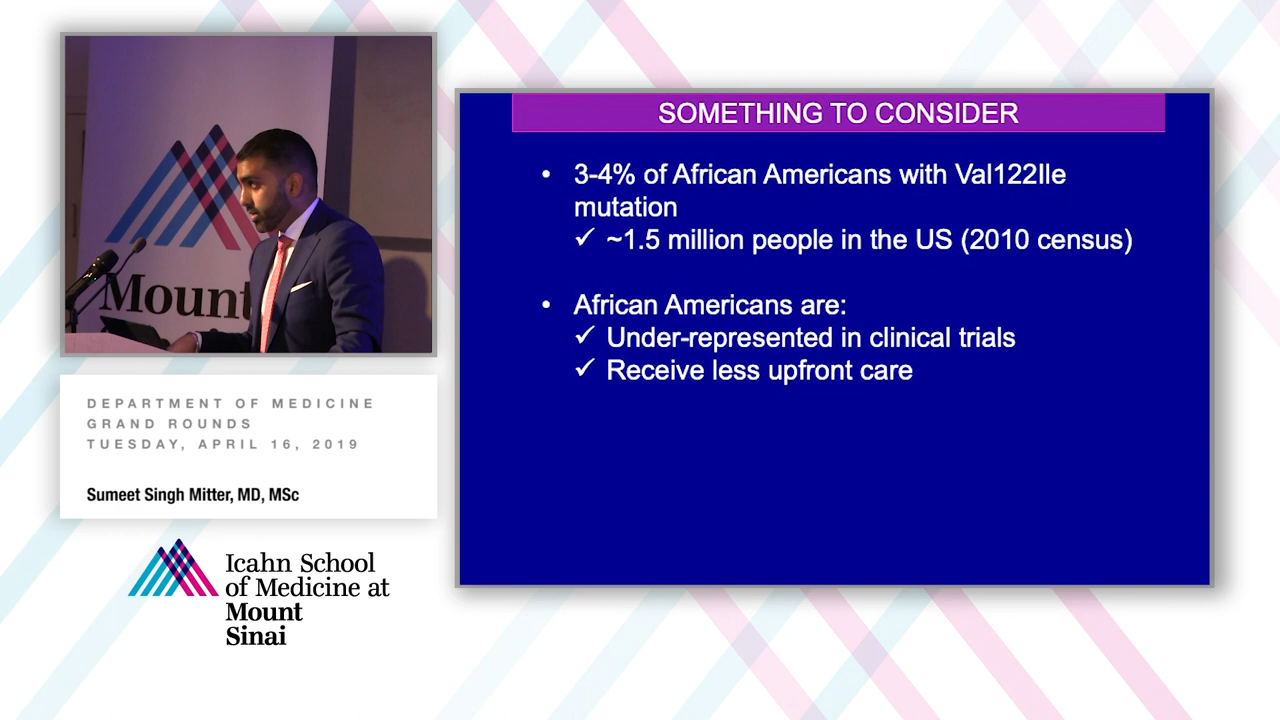 Mount
DEPARTMENT OF MEDICINE
GRAND ROUNDS
TUESDAY, APRIL 16, 2019
Sumeet Singh Mitter, MD, MSc
Icahn School
of Medicine at
Mount
Sinai
SOMETHING TO CONSIDER
• 3-4% of African Americans with Val122Ile
mutation
✓ ~1.5 million people in the US (2010 census)
• African Americans are:
✓ Under-represented in clinical trials
✓ Receive less upfront care